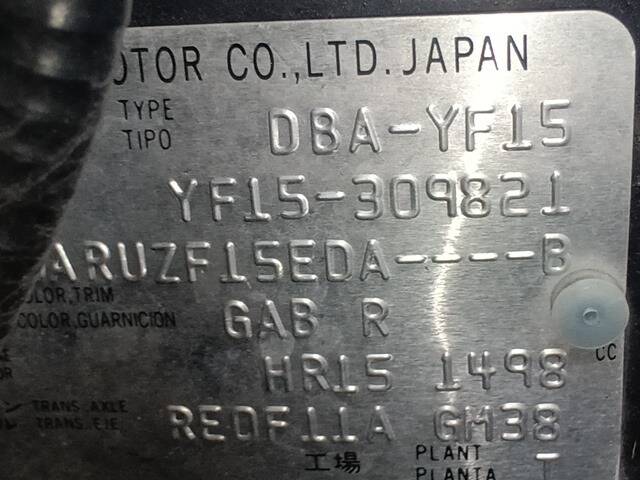 OTOR CO.,LTD. JAPAN
TYPE
TIPO
DBA-YF15
YF15-309821
ARUZF15EDA----B
COLOR,TRIM
COLOR,GUARNICION
GAB R
HR15 1498
CC
TRANS. AXLE
TRANS. EJE
RE0F11A GH38
工場
PLANT
PLANTA
T